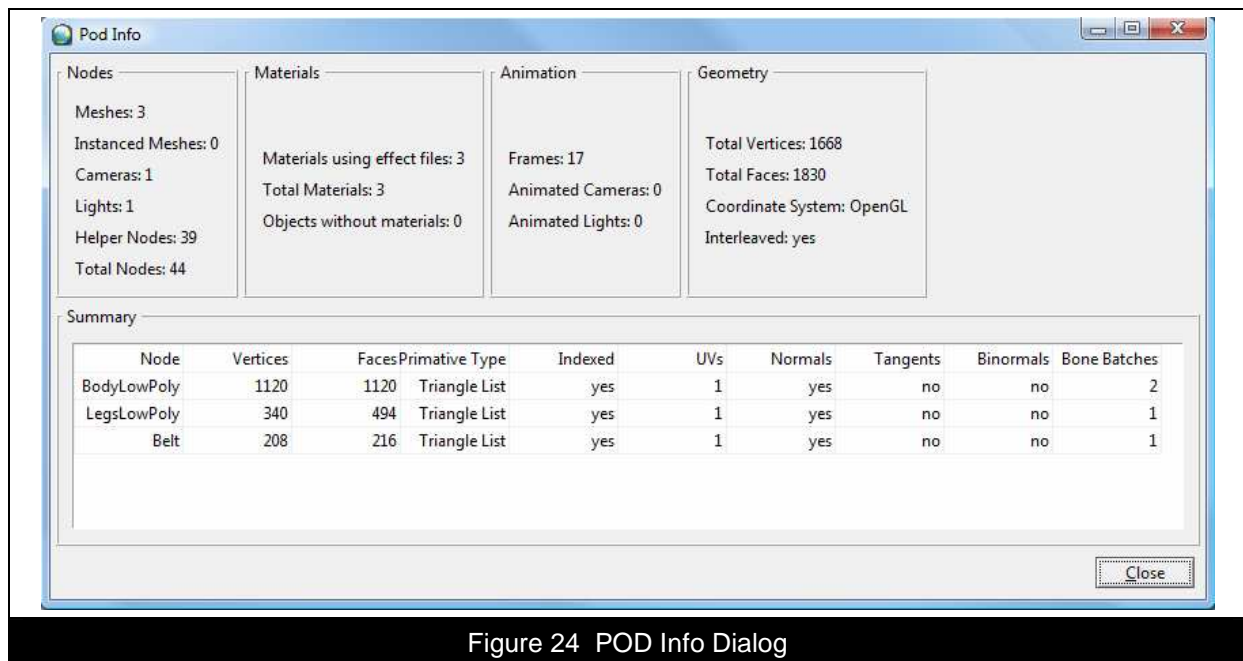 Pod Info
Nodes
Meshes: 3
Instanced Meshes: 0
Cameras: 1
Lights: 1
Helper Nodes: 39
Total Nodes: 44
Materials
Materials using effect files: 3
Total Materials: 3
Objects without materials: 0
Animation
Frames: 17
Animated Cameras: 0
Animated Lights: 0
Geometry
Total Vertices: 1668
Total Faces: 1830
Coordinate System: OpenGL
Interleaved: yes
Summary
Node Vertices Faces Primative Type Indexed UVs Normals Tangents Binormals Bone Batches
BodyLowPoly 1120 1120 Triangle List yes 1 yes no no 2
LegsLowPoly 340 494 Triangle List yes 1 yes no no 1
Belt 208 216 Triangle List yes 1 yes no no 1
Close
Figure 24 POD Info Dialog